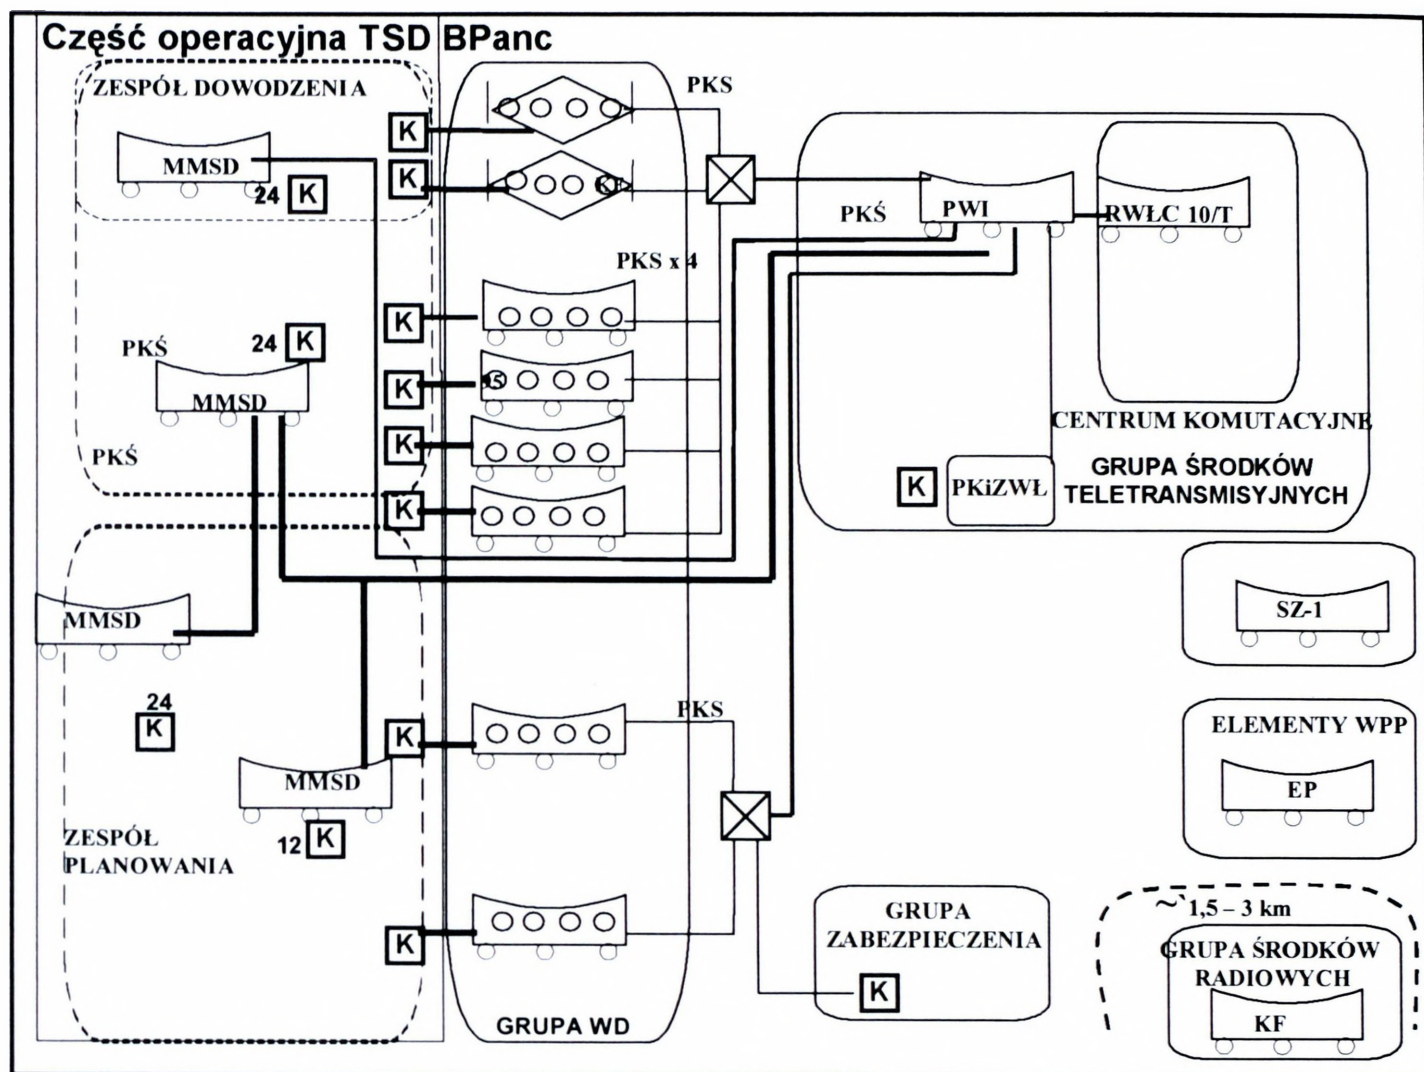 Część operacyjna TSD BPanc
ZESPÓŁ DOWODZENIA
MMSD
24 K
K
K
PKŚ
24 K
MMSD
PKŚ
K
K
K
K
MMSD
24
K
MMSD
12 K
ZESPÓŁ
PLANOWANIA
K
K
PKS
PKS x 4
PKS
GRUPA WD
PKŚ
PWI
RWŁC 10/T
CENTRUM KOMUTACYJNE
GRUPA ŚRODKÓW
TELETRANSMISYJNYCH
K
PKiZWŁ
SZ-1
ELEMENTY WPP
EP
GRUPA
ZABEZPIECZENIA
K
~ 1,5 – 3 km
GRUPA ŚRODKÓW
RADIOWYCH
KF